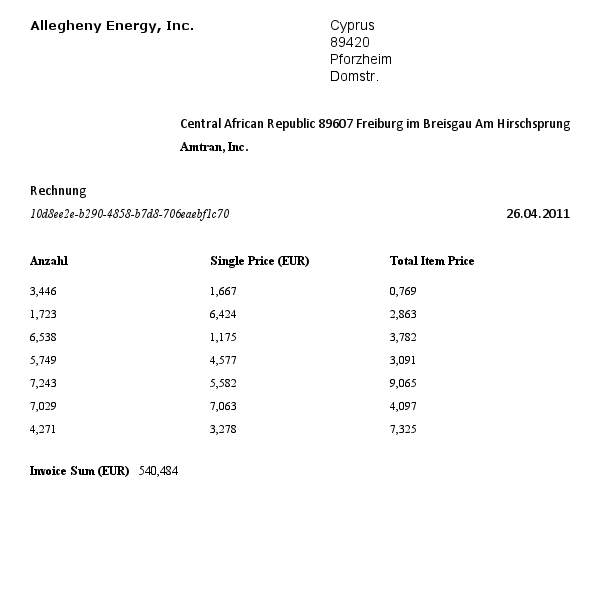 Allegheny Energy, Inc.
Cyprus
89420
Pforzheim
Domstr.
Central African Republic 89607 Freiburg im Breisgau Am Hirschsprung
Amtran, Inc.
Rechnung
10d8ee2e-b290-4858-b7d8-706eaebf1c70 26.04.2011
Anzahl Single Price (EUR) Total Item Price
3,446 1,667 0,769
1,723 6,424 2,863
6,538 1,175 3,782
5,749 4,577 3,091
7,243 5,582 9,065
7,029 7,063 4,097
4,271 3,278 7,325
Invoice Sum (EUR) 540,484